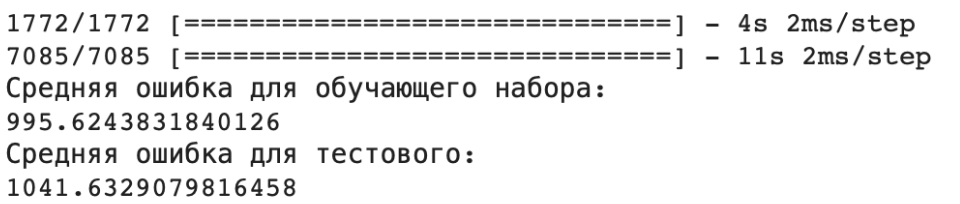 1772/1772 [==============================] - 4s 2ms/step
7085/7085 [==============================] - 11s 2ms/step
Средняя ошибка для обучающего набора:
995.6243831840126
Средняя ошибка для тестового:
1041.6329079816458